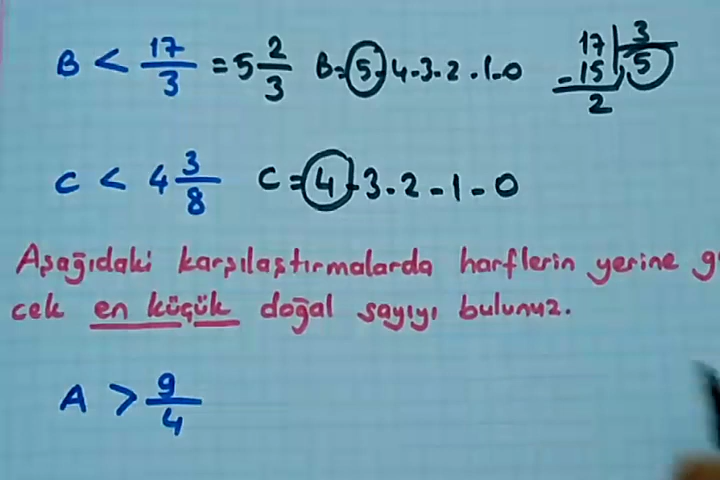 B < 17/3 = 5 2/3 B = 5-4-3-2-1-0 17 | 3
- 15 5
2
C < 4 3/8 C = 4-3-2-1-0
Aşağıdaki karşılaştırmalarda harflerin yerine
cek en küçük doğal sayıyı bulunuz.
A > 9/4